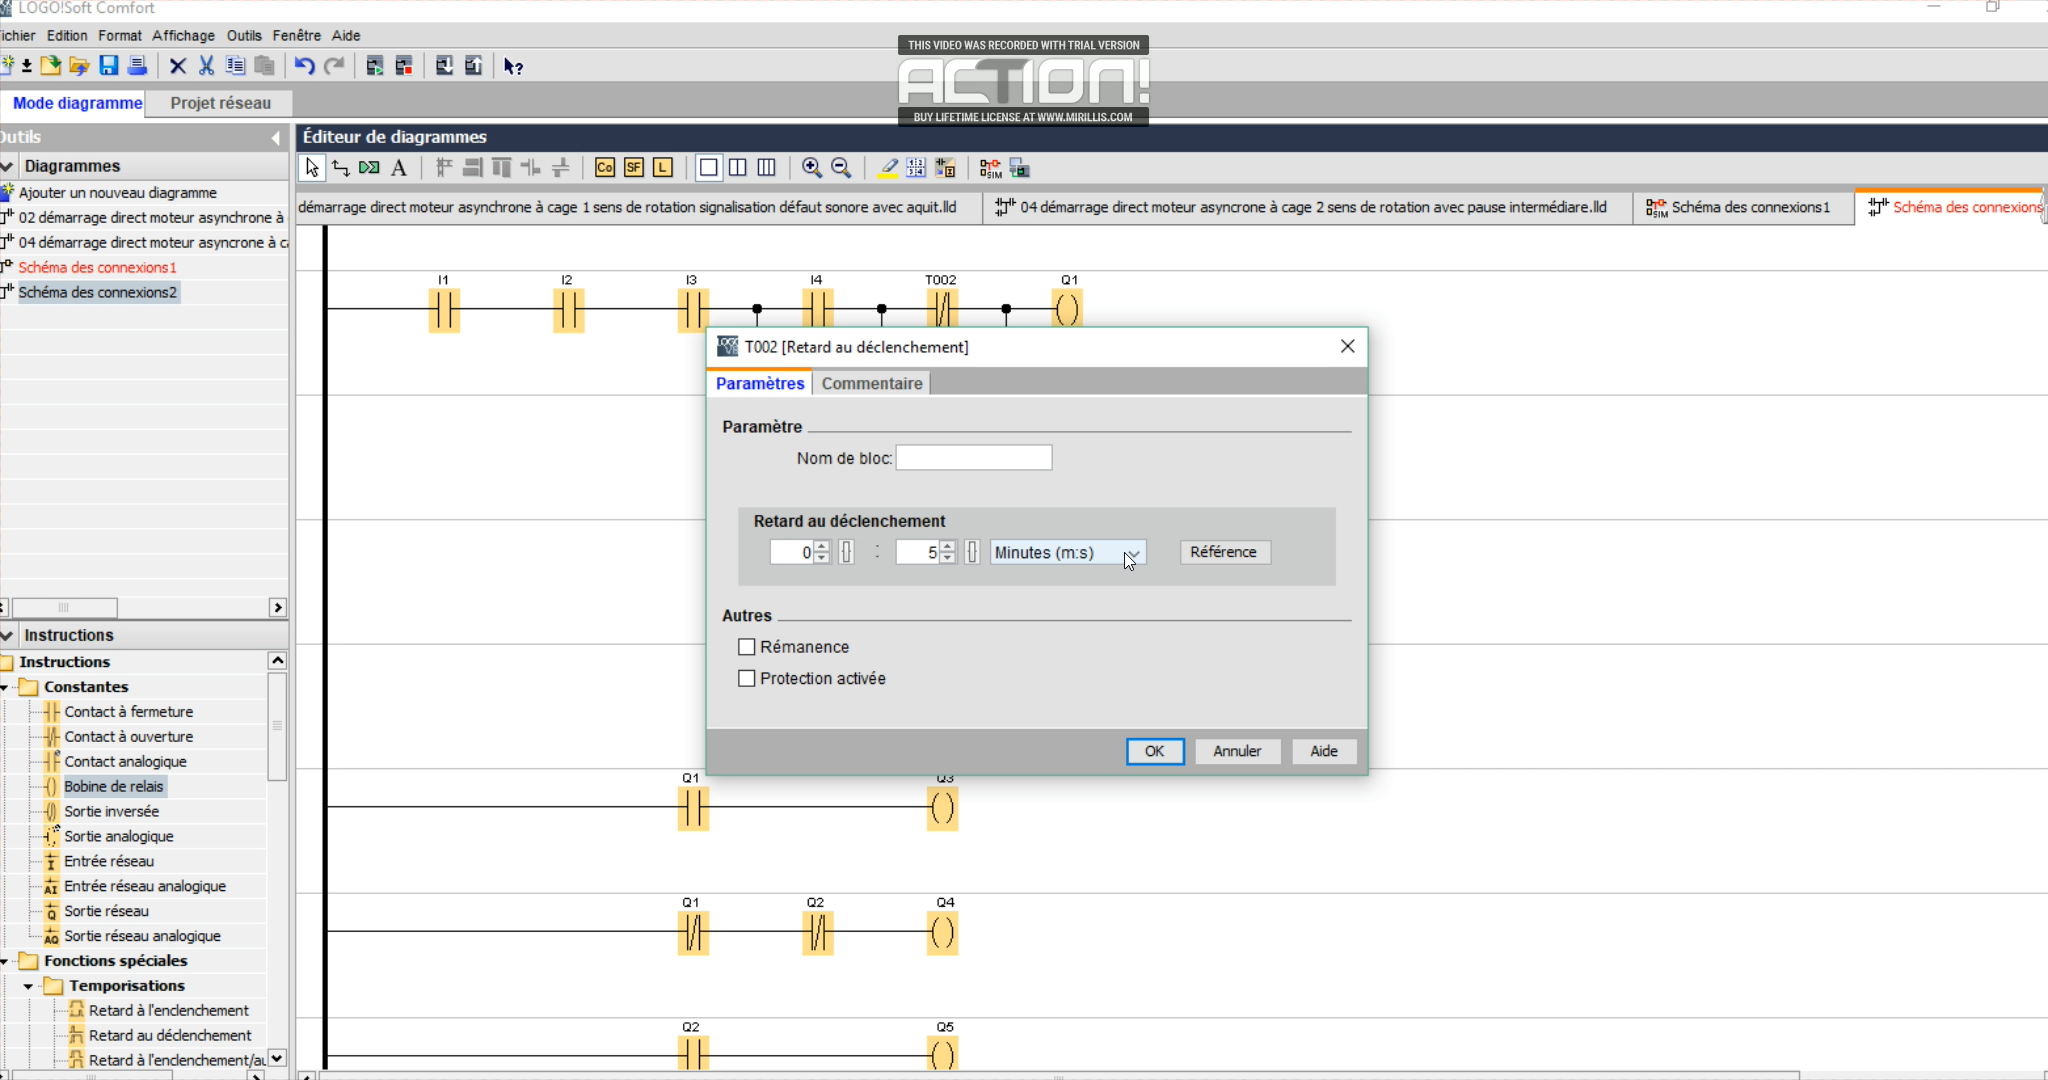 LOGO!Soft Comfort
ichier Edition Format Affichage Outils Fenêtre Aide
THIS VIDEO WAS RECORDED WITH TRIAL VERSION
ACTION!
BUY LIFETIME LICENSE AT WWW.MIRILLIS.COM
Mode diagramme Projet réseau
Outils
Éditeur de diagrammes
Diagrammes
A Co SF L
Ajouter un nouveau diagramme
02 démarrage direct moteur asynchrone à
04 démarrage direct moteur asyncrone à ca
Schéma des connexions1
Schéma des connexions2
démarrage direct moteur asynchrone à cage 1 sens de rotation signalisation défaut sonore avec aquit.lld
04 démarrage direct moteur asyncrone à cage 2 sens de rotation avec pause intermédiare.lld
Schéma des connexions1
Schéma des connexions
I1 I2 I3 I4 T002 Q1
T002 [Retard au déclenchement]
Paramètres Commentaire
Paramètre
Nom de bloc:
Retard au déclenchement
0 : 5 Minutes (m:s) Référence
Autres
Rémanence
Protection activée
OK Annuler Aide
Q1 Q3
Q1 Q2 Q4
Q2 Q5
Instructions
Instructions
Constantes
Contact à fermeture
Contact à ouverture
Contact analogique
Bobine de relais
Sortie inversée
Sortie analogique
Entrée réseau
Entrée réseau analogique
Sortie réseau
Sortie réseau analogique
Fonctions spéciales
Temporisations
Retard à l'enclenchement
Retard au déclenchement
Retard à l'enclenchement/au